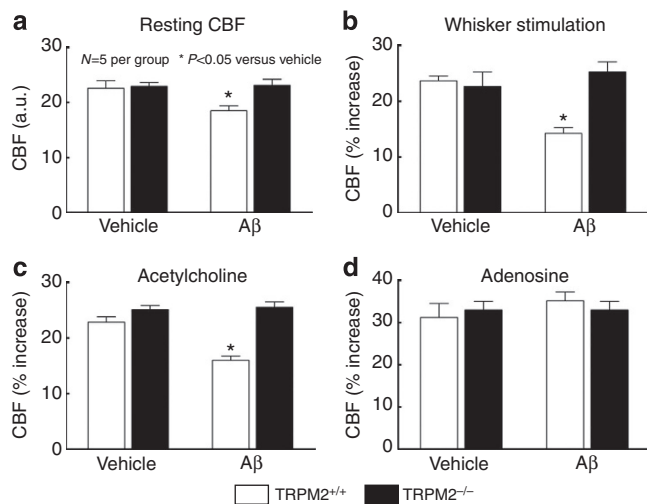 a Resting CBF
N=5 per group * P<0.05 versus vehicle
CBF (a.u.)
30
20
10
0
*
Vehicle Aβ
b Whisker stimulation
CBF (% increase)
30
20
10
0
*
Vehicle Aβ
c Acetylcholine
CBF (% increase)
30
20
10
0
*
Vehicle Aβ
d Adenosine
CBF (% increase)
40
30
20
10
0
Vehicle Aβ
TRPM2+/+ TRPM2−/−